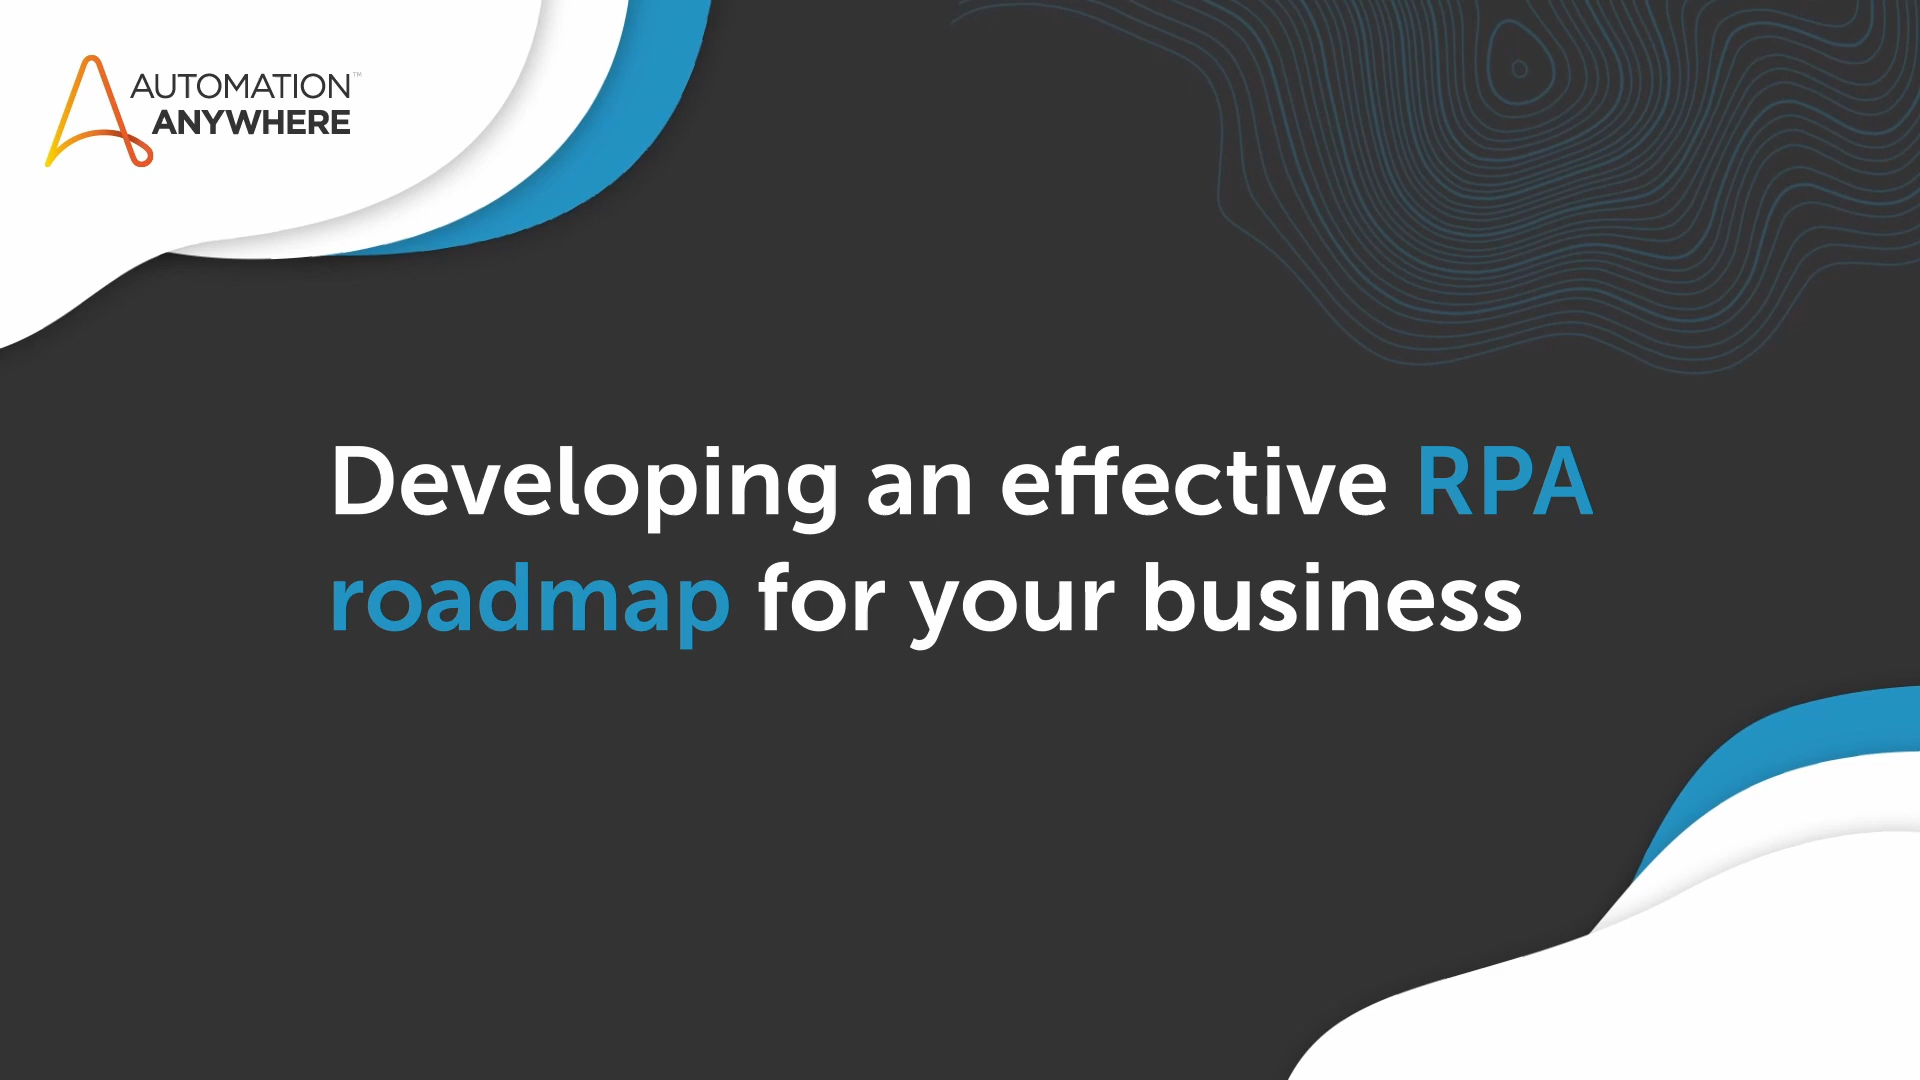 AUTOMATION™
ANYWHERE
Developing an effective RPA
roadmap for your business